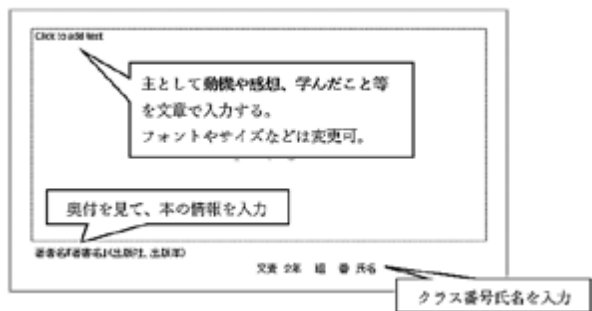 Click to add text
主として動機や感想、学んだこと等
を文章で入力する。
フォントやサイズなどは変更可。
奥付を見て、本の情報を入力
著者名『著書名』(出版社、出版年)
文責 2年 組 番 氏名
クラス番号氏名を入力